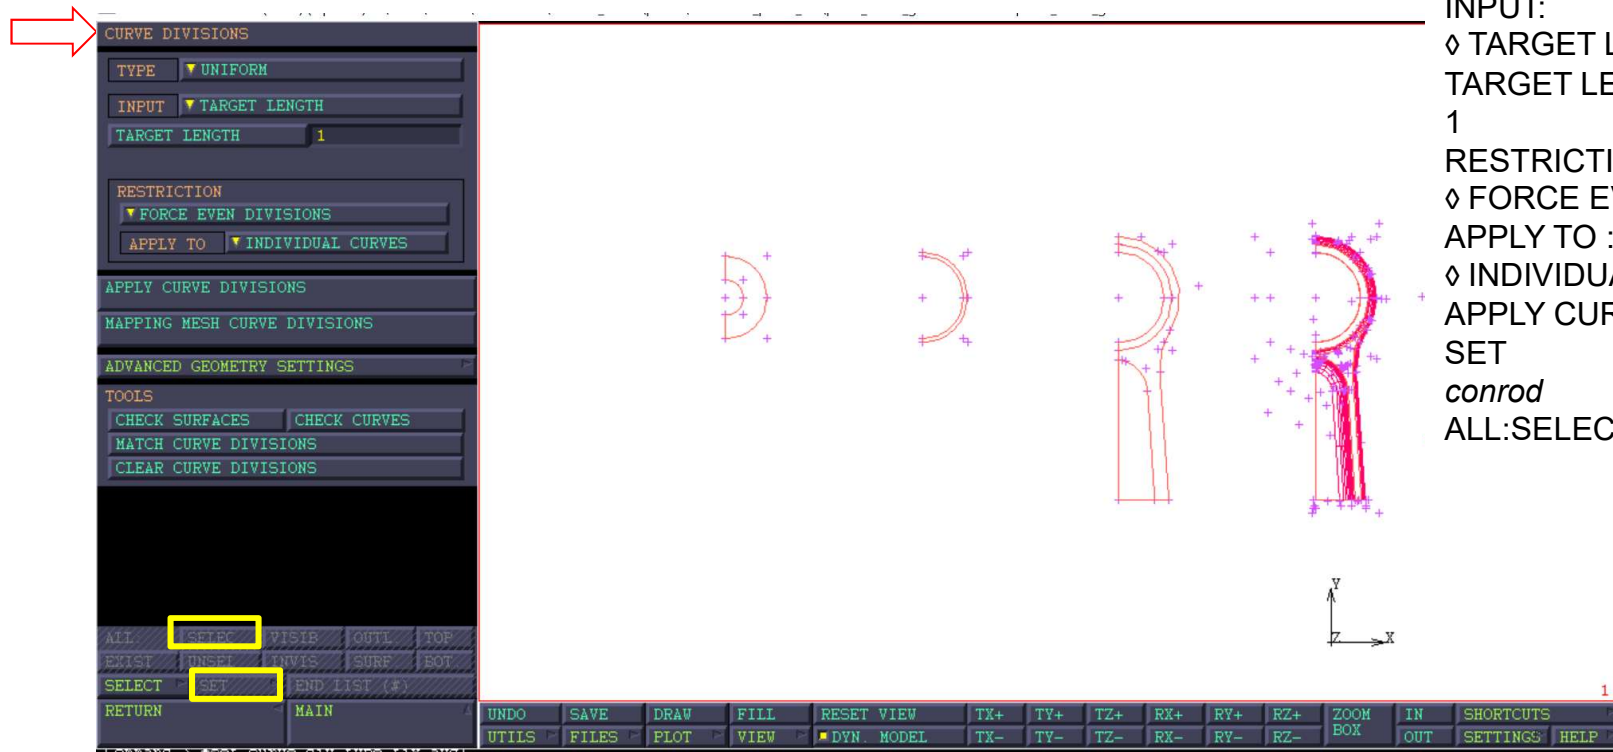 CURVE DIVISIONS
TYPE UNIFORM
INPUT TARGET LENGTH
TARGET LENGTH 1
RESTRICTION
FORCE EVEN DIVISIONS
APPLY TO INDIVIDUAL CURVES
APPLY CURVE DIVISIONS
MAPPING MESH CURVE DIVISIONS
ADVANCED GEOMETRY SETTINGS
TOOLS
CHECK SURFACES CHECK CURVES
MATCH CURVE DIVISIONS
CLEAR CURVE DIVISIONS
ALL SELEC VISIB OUTL TOP
EXIST UNSEL INVIS SURF BOT
SELECT SET END LIST (#)
RETURN MAIN
Y
Z X
1
UNDO SAVE DRAW FILL RESET VIEW TX+ TY+ TZ+ RX+ RY+ RZ+ ZOOM BOX IN SHORTCUTS
UTILS FILES PLOT VIEW DYN. MODEL TX- TY- TZ- RX- RY- RZ- OUT SETTINGS HELP
INPUT:
◊ TARGET L
TARGET LE
1
RESTRICTI
◊ FORCE E
APPLY TO :
◊ INDIVIDUA
APPLY CUR
SET
conrod
ALL:SELEC